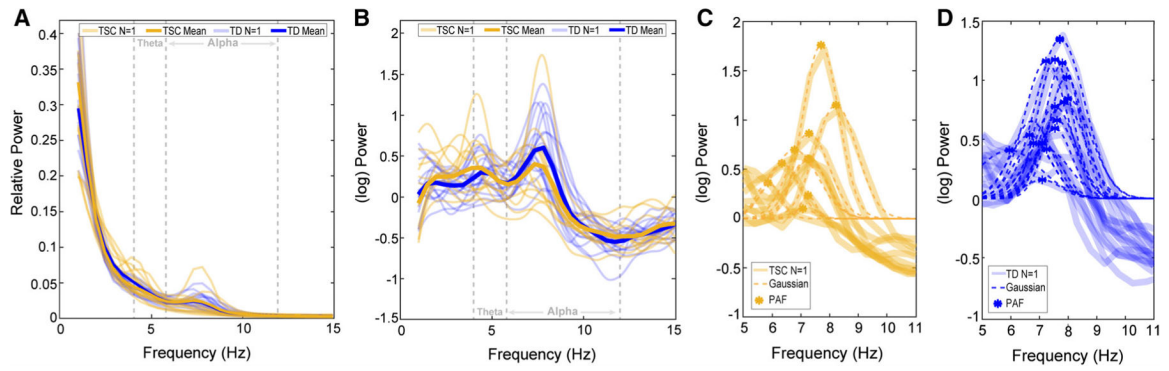 A
TSC N=1 TSC Mean TD N=1 TD Mean
Theta Alpha
0.4
0.35
0.3
0.25
0.2
0.15
0.1
0.05
0
Relative Power
0 5 10 15
Frequency (Hz)
B
TSC N=1 TSC Mean TD N=1 TD Mean
2
1.5
1
0.5
0.0
-0.5
-1
-1.5
(log) Power
Theta Alpha
0 5 10 15
Frequency (Hz)
C
2
1.5
1
0.5
0
-0.5
-1
(log) Power
TSC N=1
Gaussian
PAF
5 6 7 8 9 10 11
Frequency (Hz)
D
1.5
1
0.5
0
-0.5
1
(log) Power
TD N=1
Gaussian
PAF
5 6 7 8 9 10 11
Frequency (Hz)